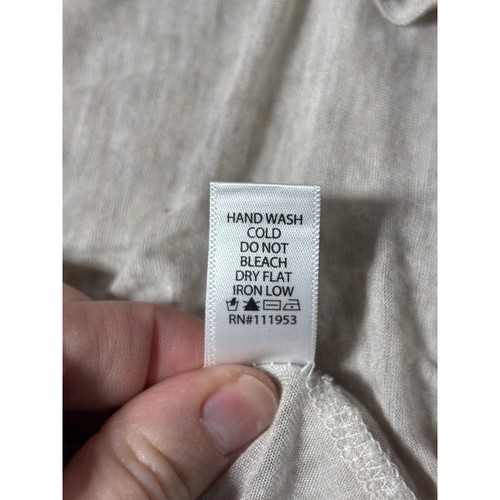 HAND WASH
COLD
DO NOT
BLEACH
DRY FLAT
IRON LOW
RN#111953